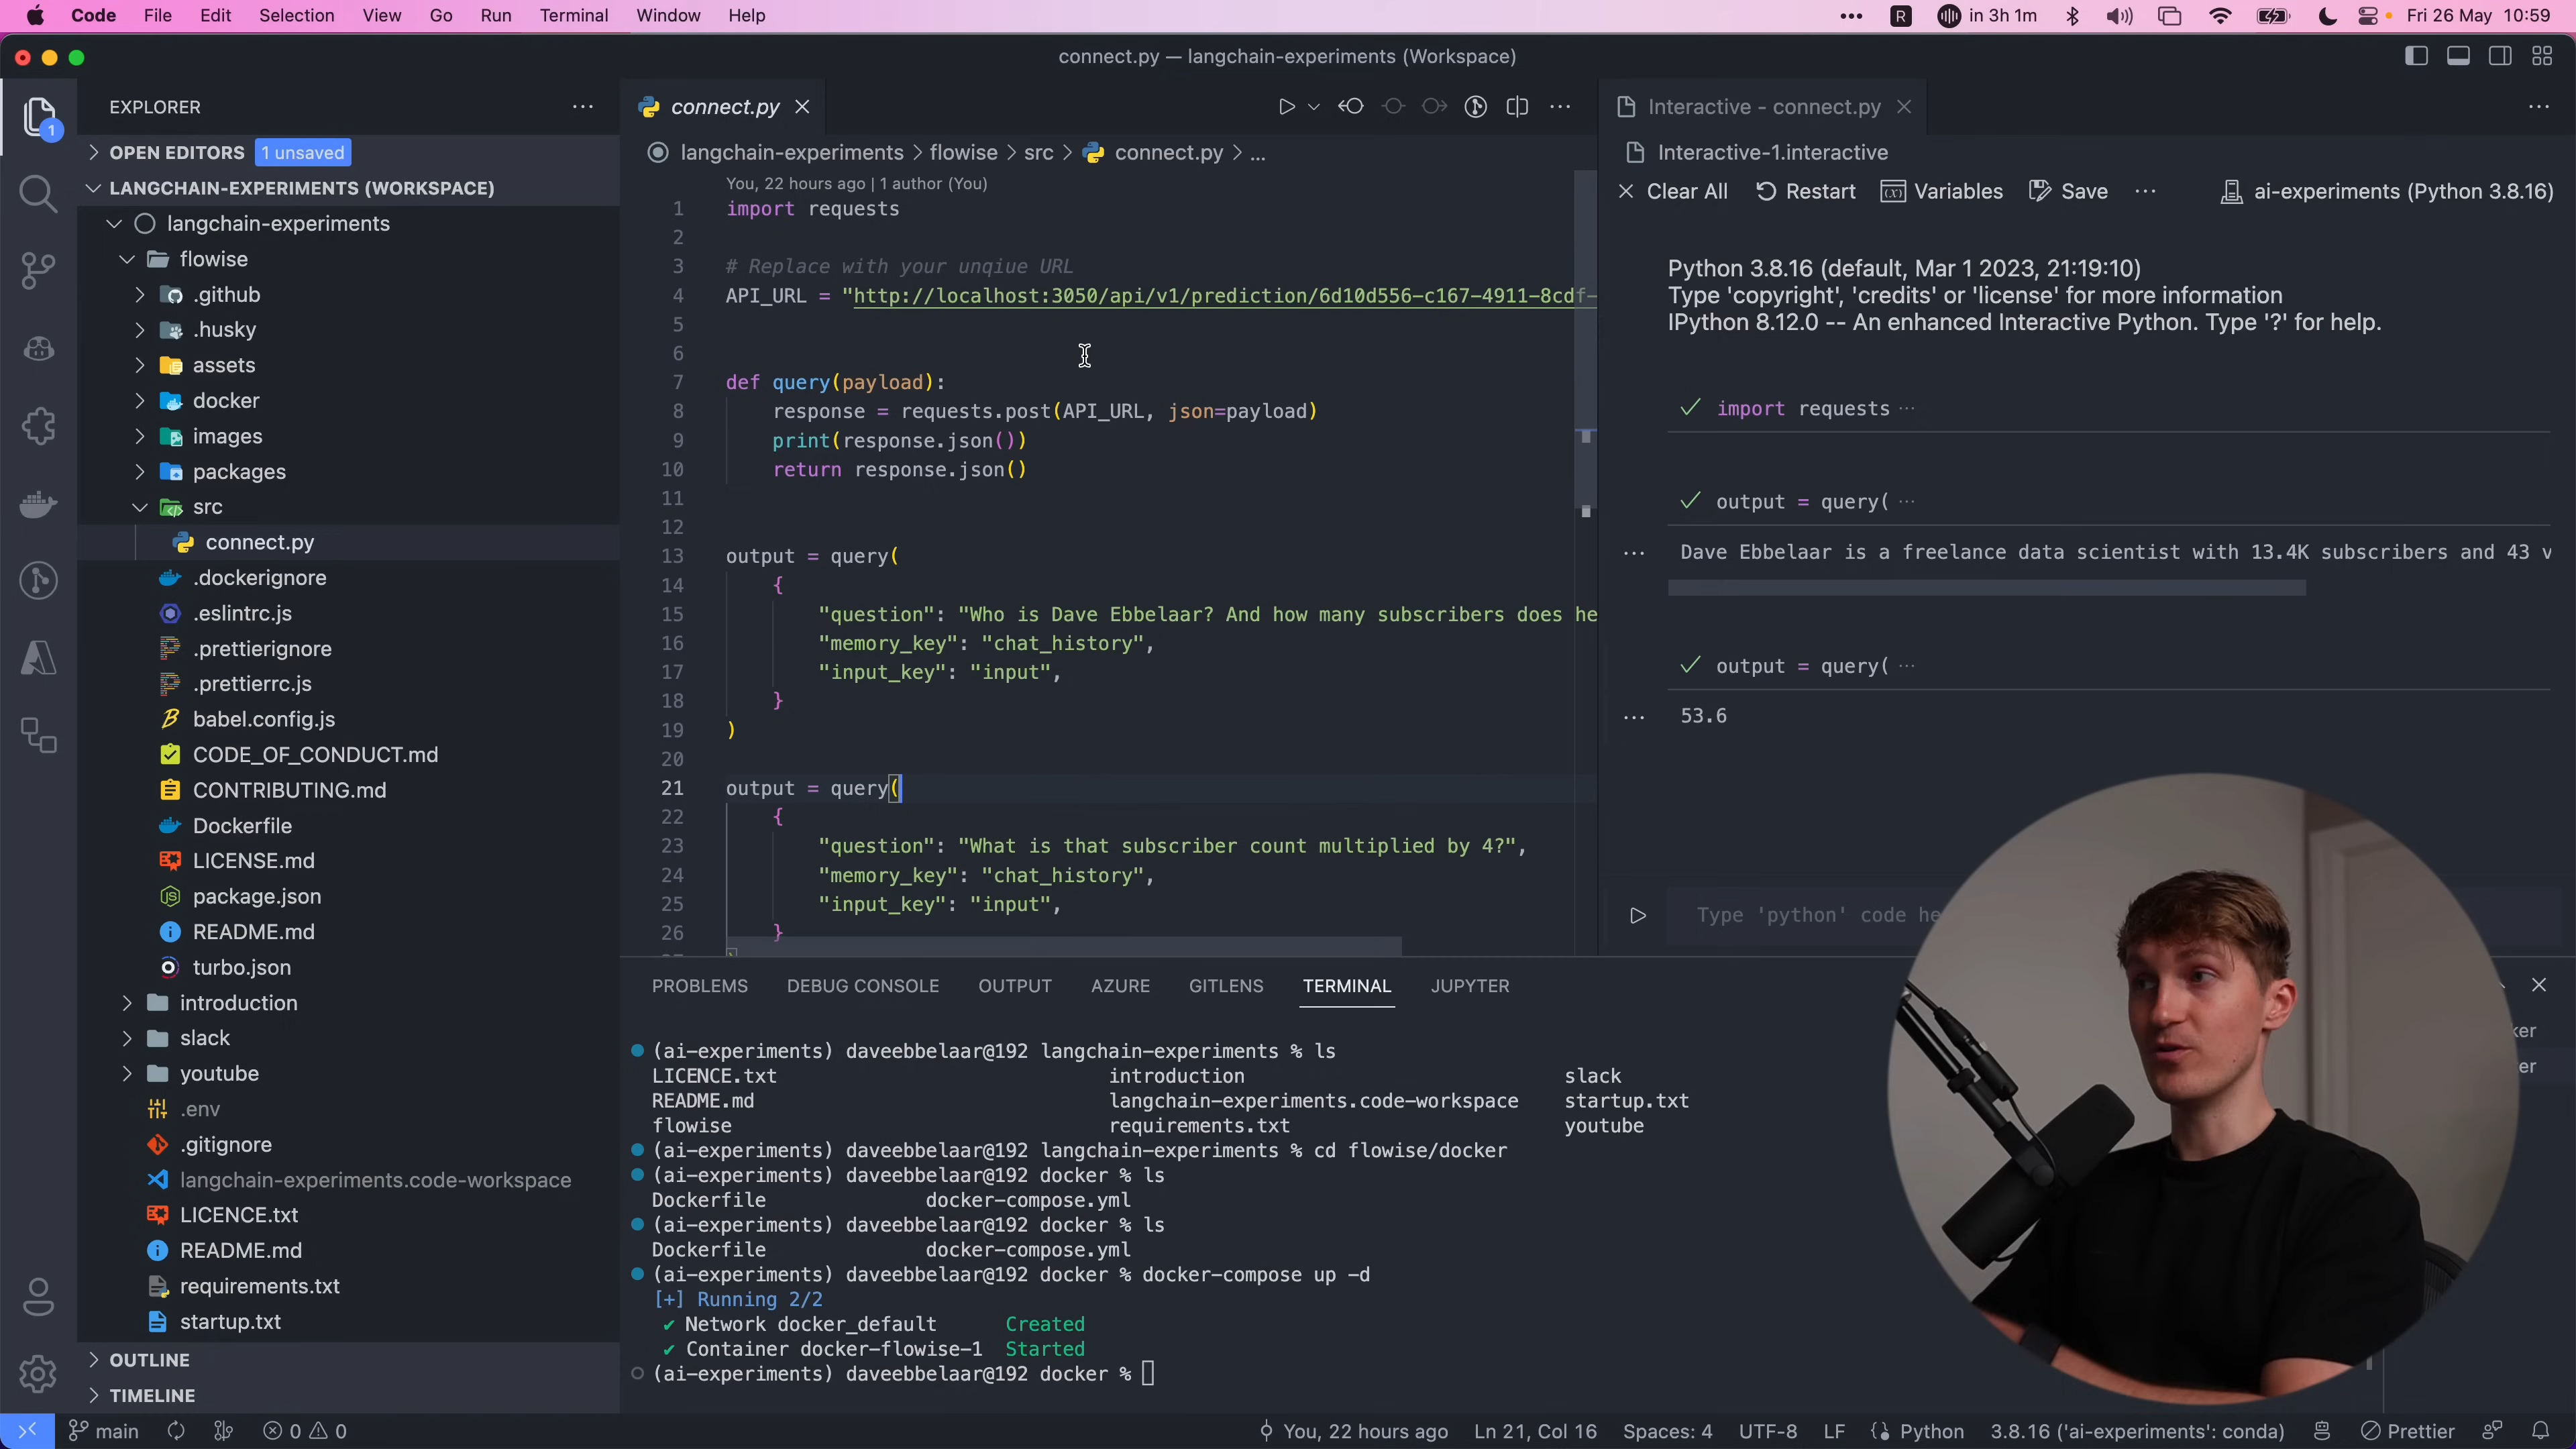 Code File Edit Selection View Go Run Terminal Window Help
R in 3h 1m Fri 26 May 10:59
connect.py — langchain-experiments (Workspace)
EXPLORER
1
OPEN EDITORS 1 unsaved
LANGCHAIN-EXPERIMENTS (WORKSPACE)
langchain-experiments
flowise
.github
.husky
assets
docker
images
packages
src
connect.py
.dockerignore
.eslintrc.js
.prettierignore
.prettierrc.js
babel.config.js
CODE_OF_CONDUCT.md
CONTRIBUTING.md
Dockerfile
LICENSE.md
package.json
README.md
turbo.json
introduction
slack
youtube
.env
.gitignore
langchain-experiments.code-workspace
LICENCE.txt
README.md
requirements.txt
startup.txt
OUTLINE
TIMELINE
connect.py
langchain-experiments > flowise > src > connect.py > ...
You, 22 hours ago | 1 author (You)
1 import requests
2
3 # Replace with your unqiue URL
4 API_URL = "http://localhost:3050/api/v1/prediction/6d10d556-c167-4911-8cdf-
5
6
7 def query(payload):
8 response = requests.post(API_URL, json=payload)
9 print(response.json())
10 return response.json()
11
12
13 output = query(
14 {
15 "question": "Who is Dave Ebbelaar? And how many subscribers does he
16 "memory_key": "chat_history",
17 "input_key": "input",
18 }
19 )
20
21 output = query(
22 {
23 "question": "What is that subscriber count multiplied by 4?",
24 "memory_key": "chat_history",
25 "input_key": "input",
26 }
Interactive - connect.py
Interactive-1.interactive
Clear All Restart Variables Save ... ai-experiments (Python 3.8.16)
Python 3.8.16 (default, Mar 1 2023, 21:19:10)
Type 'copyright', 'credits' or 'license' for more information
IPython 8.12.0 -- An enhanced Interactive Python. Type '?' for help.
import requests ...
output = query( ...
Dave Ebbelaar is a freelance data scientist with 13.4K subscribers and 43 v
output = query( ...
53.6
Type 'python' code he
PROBLEMS DEBUG CONSOLE OUTPUT AZURE GITLENS TERMINAL JUPYTER
(ai-experiments) daveebbelaar@192 langchain-experiments % ls
LICENCE.txt introduction slack
README.md langchain-experiments.code-workspace startup.txt
flowise requirements.txt youtube
(ai-experiments) daveebbelaar@192 langchain-experiments % cd flowise/docker
(ai-experiments) daveebbelaar@192 docker % ls
Dockerfile docker-compose.yml
(ai-experiments) daveebbelaar@192 docker % ls
Dockerfile docker-compose.yml
(ai-experiments) daveebbelaar@192 docker % docker-compose up -d
[+] Running 2/2
✔ Network docker_default Created
✔ Container docker-flowise-1 Started
(ai-experiments) daveebbelaar@192 docker %
ker
er
main 0 0 You, 22 hours ago Ln 21, Col 16 Spaces: 4 UTF-8 LF Python 3.8.16 ('ai-experiments': conda) Prettier